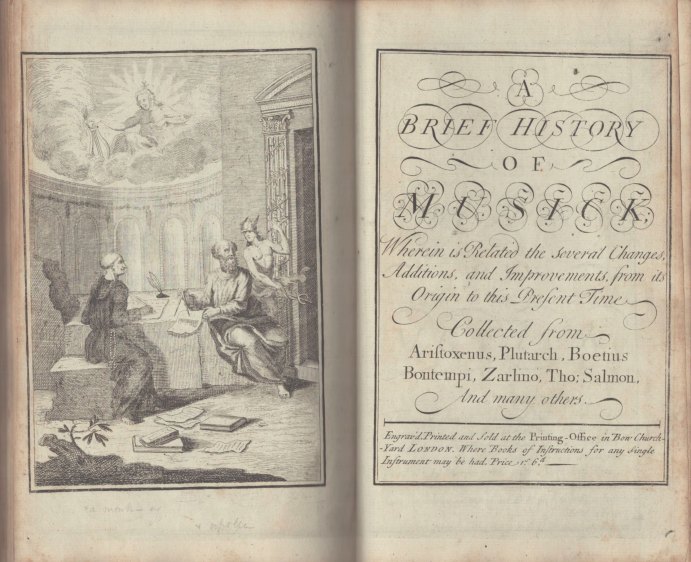 A
BRIEF HISTORY
OF
MUSICK.
Wherein is Related the several Changes,
Additions, and Improvements, from its
Origin to this Present Time
Collected from
Ariſtoxenus, Plutarch, Boetius
Bontempi, Zarlino, Tho; Salmon,
And many others.
Engrav'd, Printed and Sold at the Printing-Office in Bow Church-
-Yard LONDON. Where Books of Inſtructions for any Single
Inſtrument may be had. Price 1s. 6d.